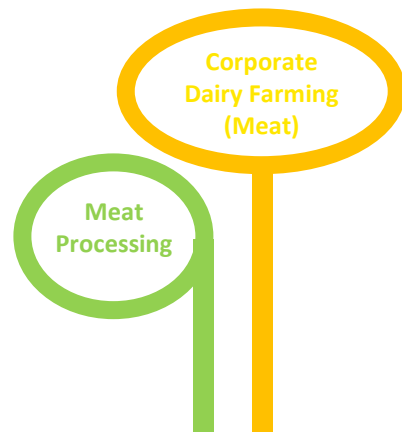 Corporate
Dairy Farming
(Meat)
Meat
Processing